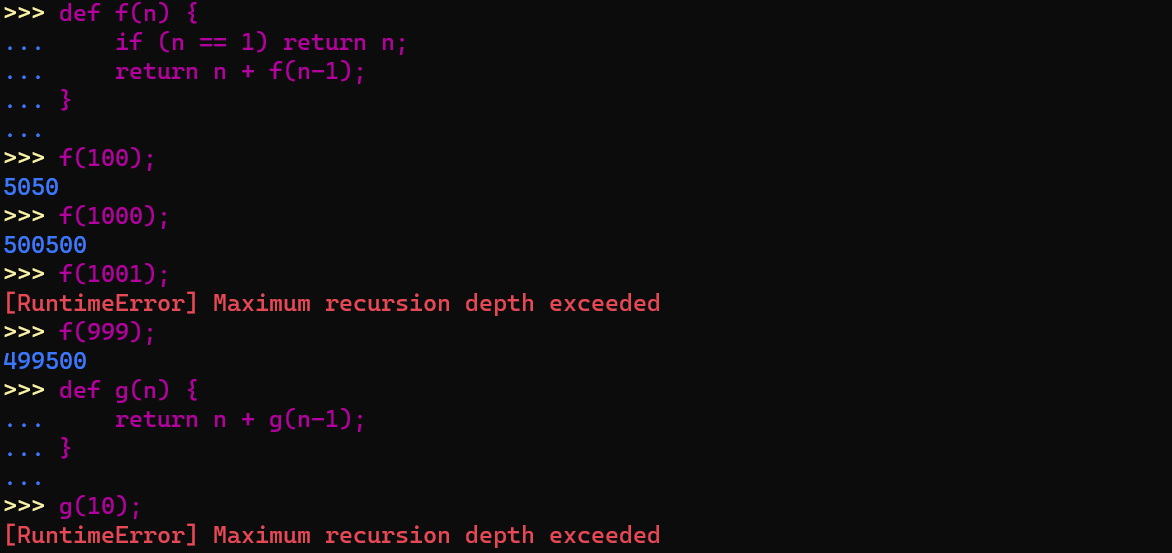 >>> def f(n) {
...     if (n == 1) return n;
...     return n + f(n-1);
... }
...
>>> f(100);
5050
>>> f(1000);
500500
>>> f(1001);
[RuntimeError] Maximum recursion depth exceeded
>>> f(999);
499500
>>> def g(n) {
...     return n + g(n-1);
... }
...
>>> g(10);
[RuntimeError] Maximum recursion depth exceeded